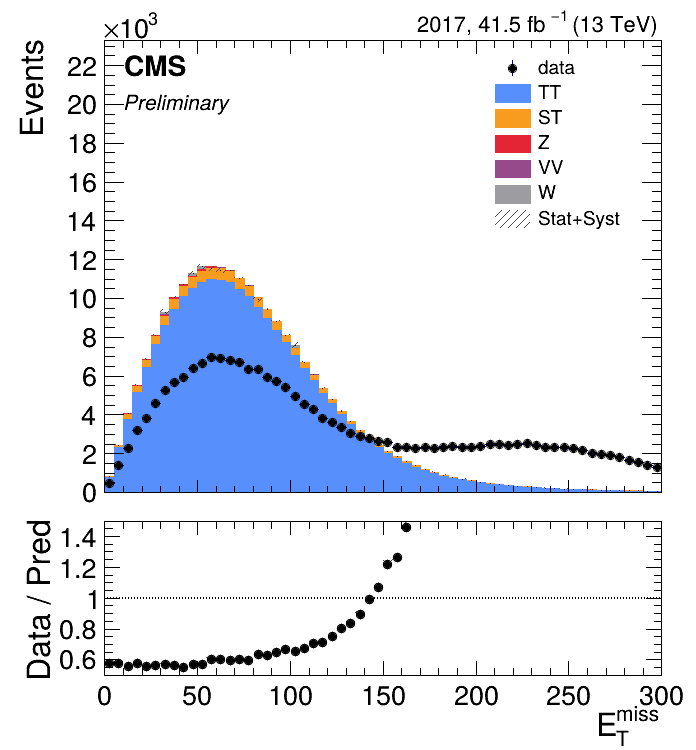 ×10³
2017, 41.5 fb⁻¹ (13 TeV)
Events
22
20
18
16
14
12
10
8
6
4
2
0
CMS
Preliminary
data
TT
ST
Z
VV
W
Stat+Syst
Data / Pred
1.4
1.2
1
0.8
0.6
0 50 100 150 200 250 300
E_T^miss